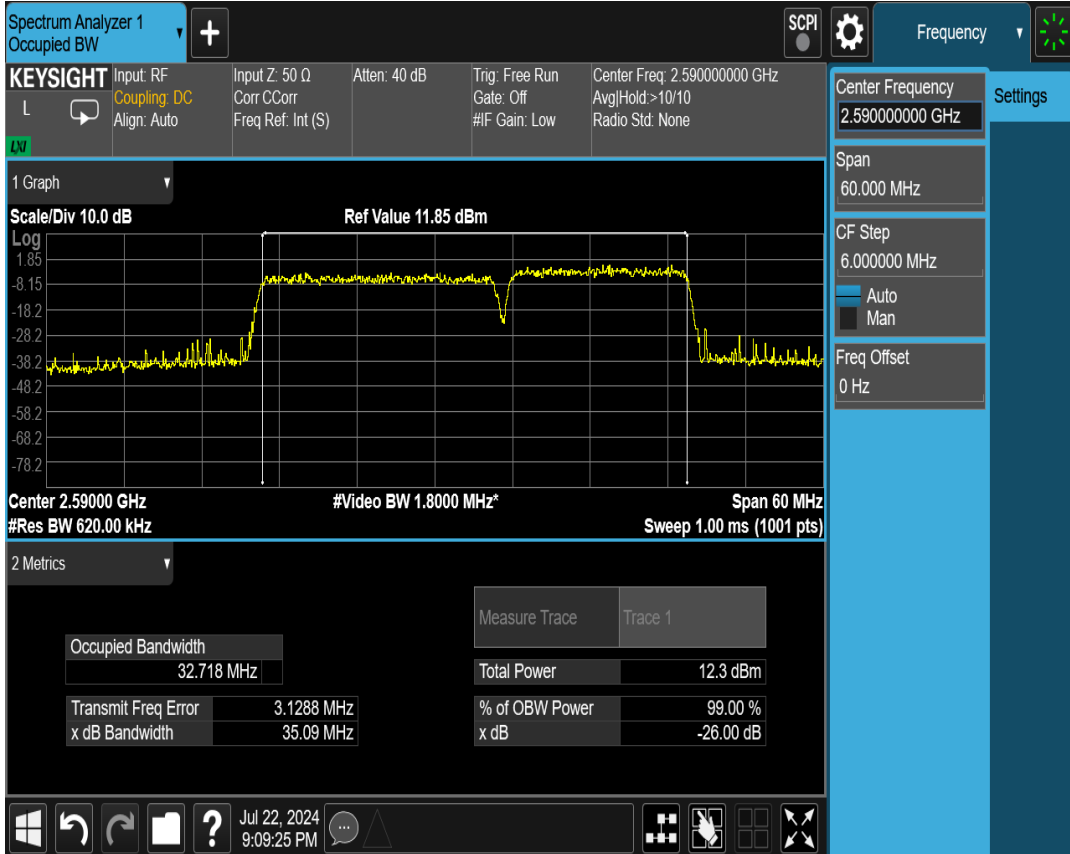 Spectrum Analyzer 1
Occupied BW
+
SCPI
Frequency
KEYSIGHT
L
LXI
Input: RF
Coupling: DC
Align: Auto
Input Z: 50 Ω
Corr CCorr
Freq Ref: Int (S)
Atten: 40 dB
Trig: Free Run
Gate: Off
#IF Gain: Low
Center Freq: 2.590000000 GHz
Avg|Hold:>10/10
Radio Std: None
Center Frequency
2.590000000 GHz
Settings
Span
60.000 MHz
CF Step
6.000000 MHz
Auto
Man
Freq Offset
0 Hz
1 Graph
Scale/Div 10.0 dB
Ref Value 11.85 dBm
Log
1.85
-8.15
-18.2
-28.2
-38.2
-48.2
-58.2
-68.2
-78.2
Center 2.59000 GHz
#Video BW 1.8000 MHz*
Span 60 MHz
#Res BW 620.00 kHz
Sweep 1.00 ms (1001 pts)
2 Metrics
Measure Trace
Trace 1
Occupied Bandwidth
32.718 MHz
Total Power
12.3 dBm
Transmit Freq Error
3.1288 MHz
% of OBW Power
99.00 %
x dB Bandwidth
35.09 MHz
x dB
-26.00 dB
?
Jul 22, 2024
9:09:25 PM